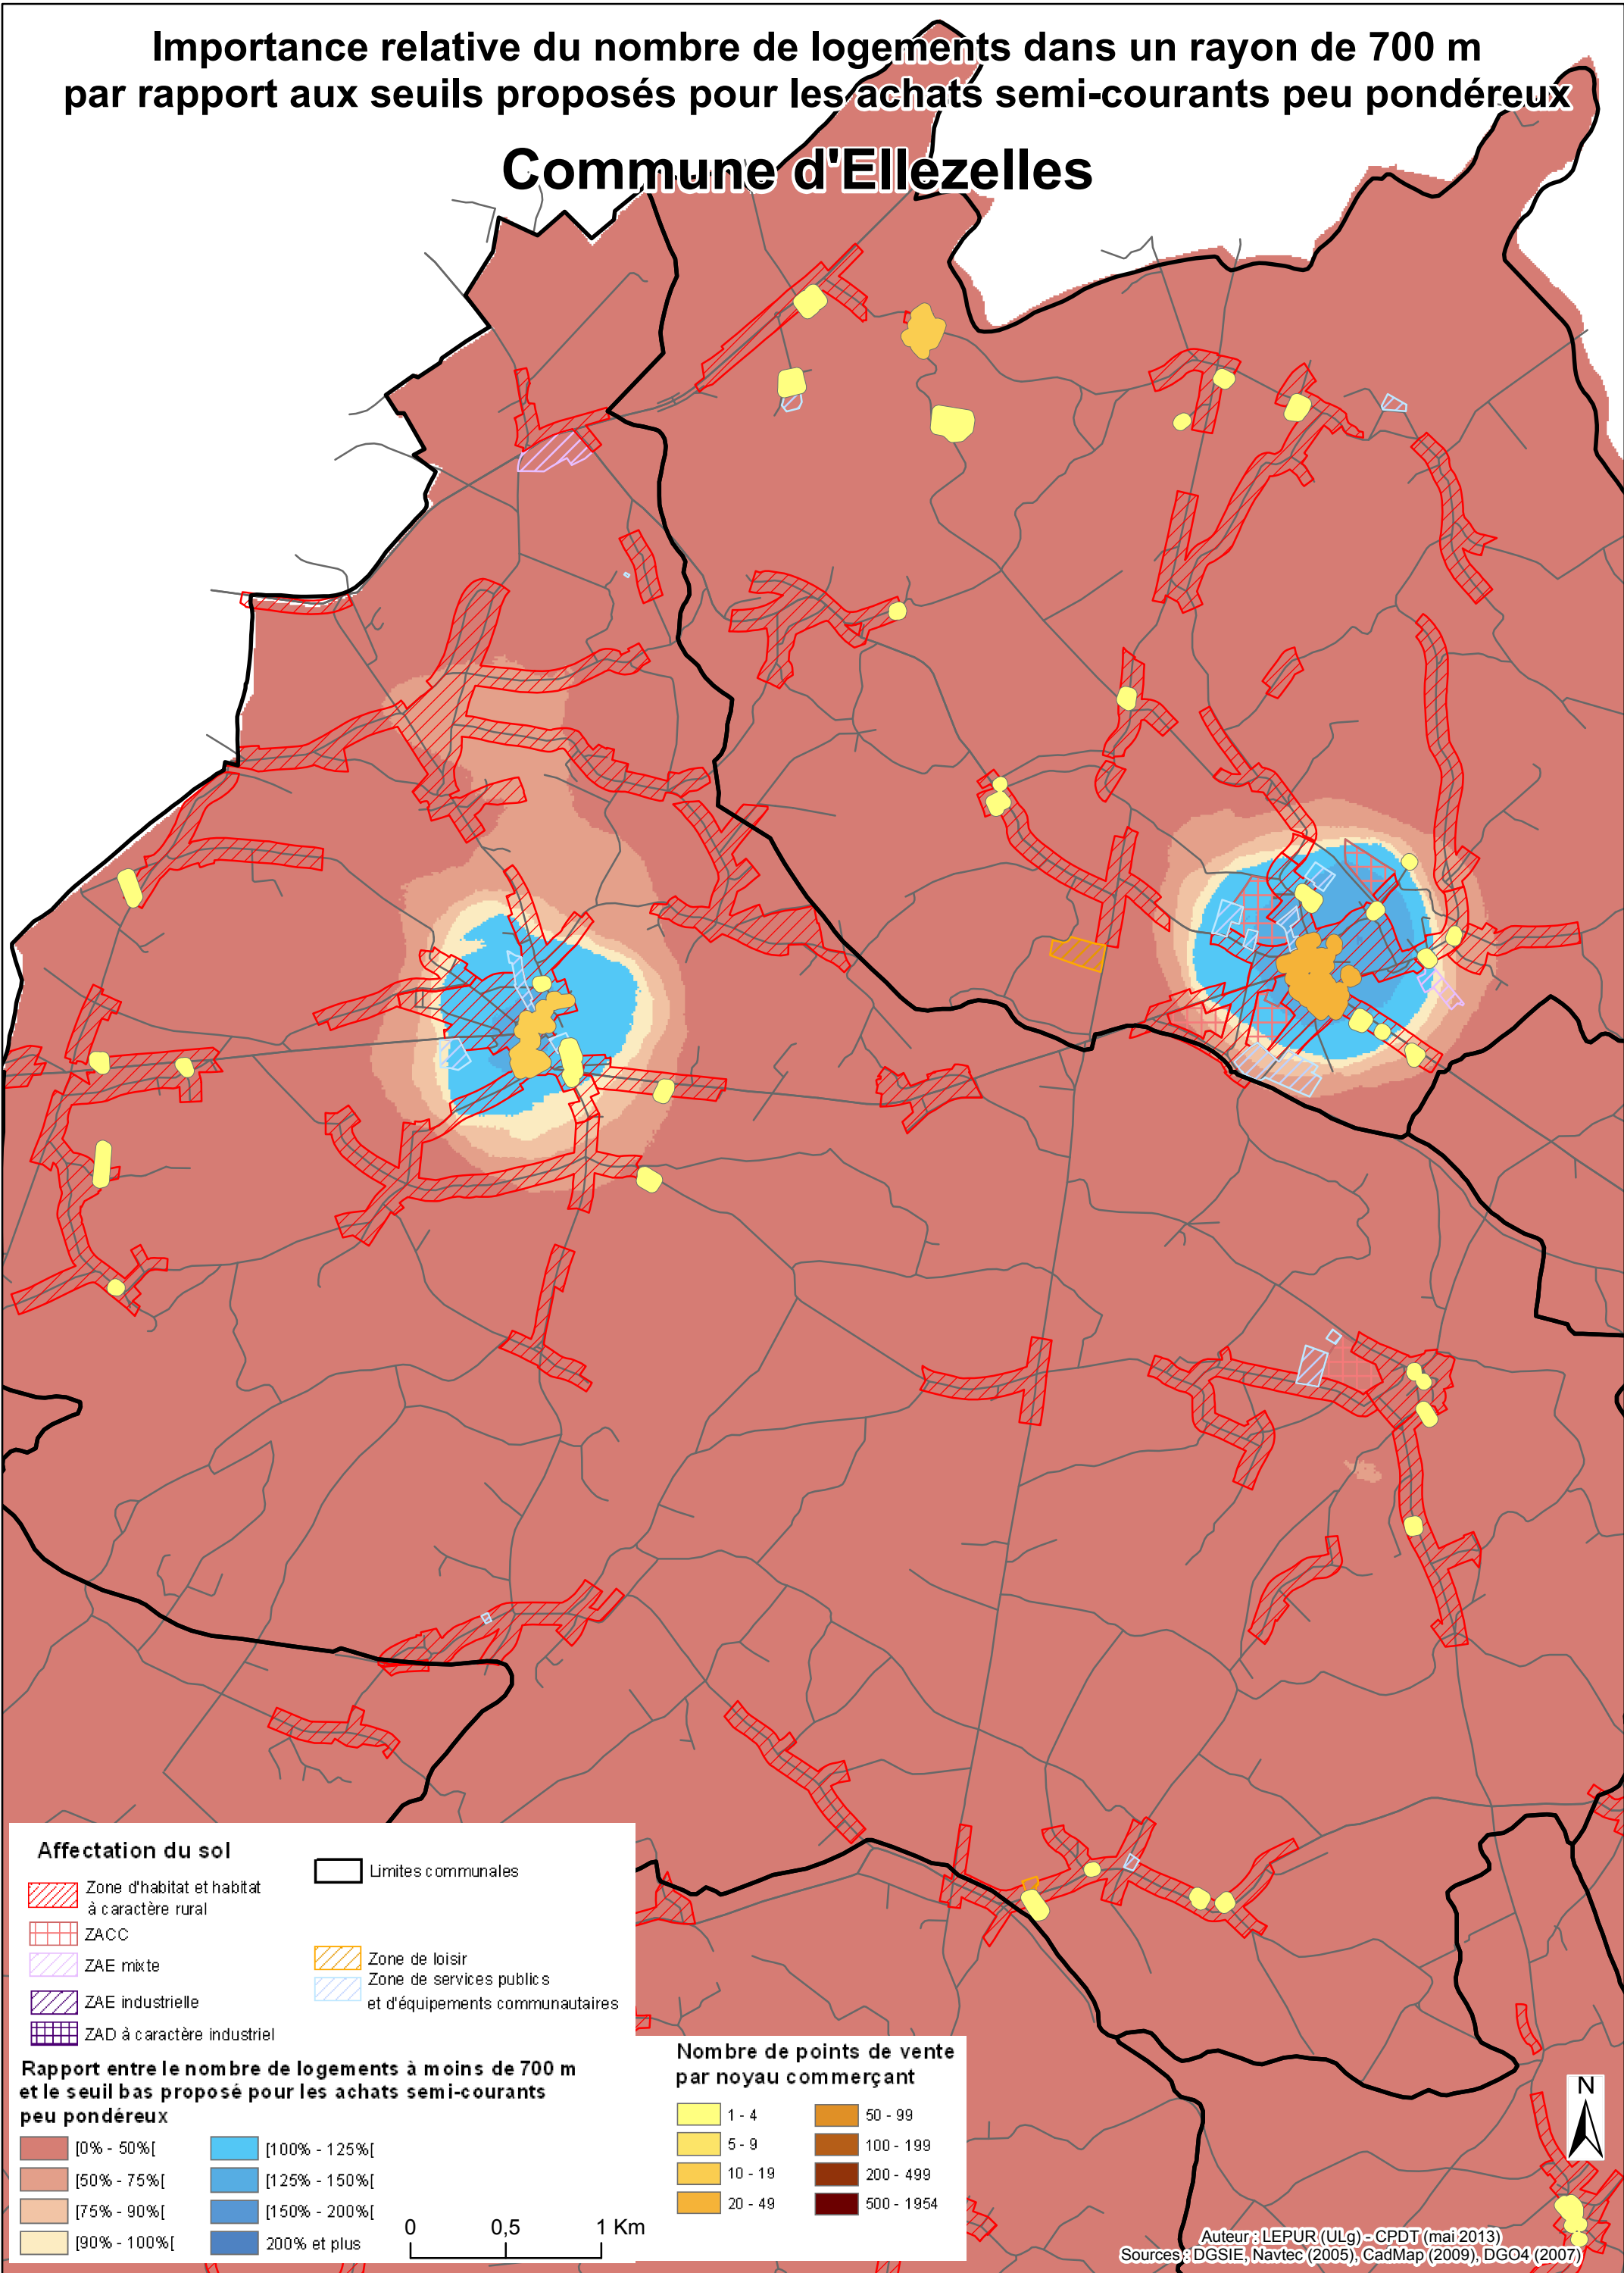 Importance relative du nombre de logements dans un rayon de 700 m
par rapport aux seuils proposés pour les achats semi-courants peu pondéreux
Commune d'Ellezelles
Affectation du sol
Zone d'habitat et habitat
à caractère rural
ZACC
ZAE mixte
ZAE industrielle
ZAD à caractère industriel
Limites communales
Zone de loisir
Zone de services publics
et d'équipements communautaires
Rapport entre le nombre de logements à moins de 700 m
et le seuil bas proposé pour les achats semi-courants
peu pondéreux
[0% - 50%[
[50% - 75%[
[75% - 90%[
[90% - 100%[
[100% - 125%[
[125% - 150%[
[150% - 200%[
200% et plus
0 0,5 1 Km
Nombre de points de vente
par noyau commerçant
1 - 4
5 - 9
10 - 19
20 - 49
50 - 99
100 - 199
200 - 499
500 - 1954
N
Auteur : LEPUR (ULg) - CPDT (mai 2013)
Sources : DGSIE, Navtec (2005), CadMap (2009), DGO4 (2007)